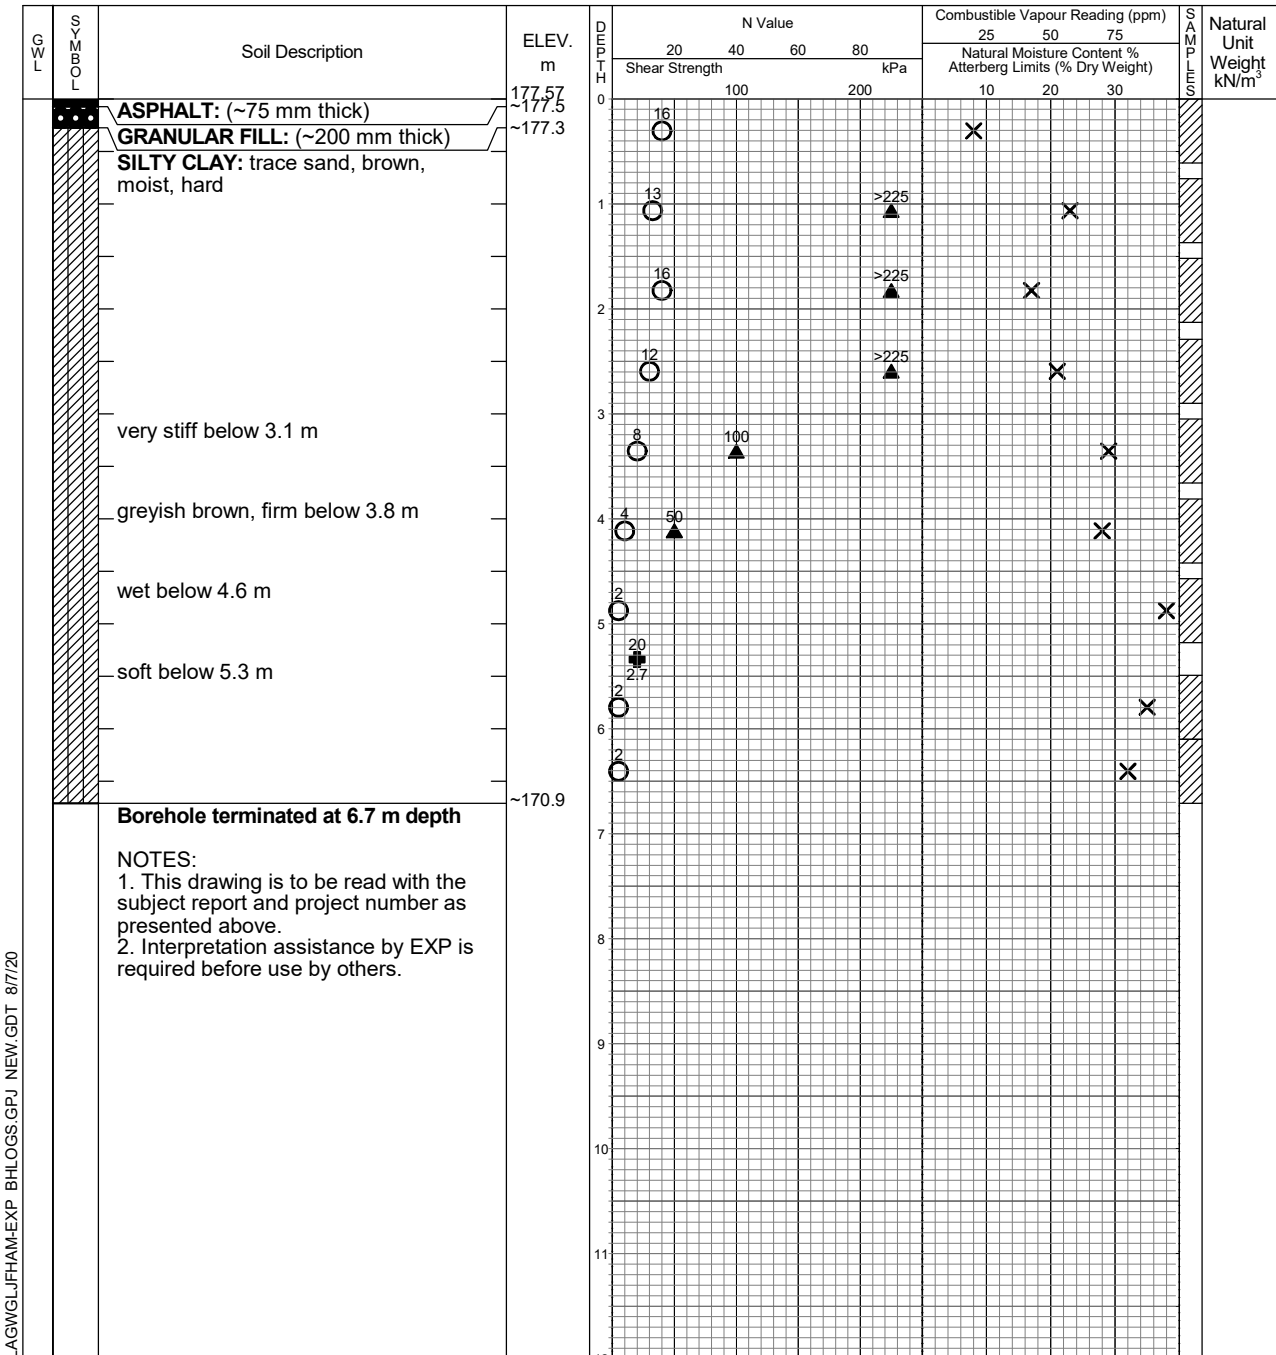 GWL
SYMBOL
Soil Description
ELEV.
m
DEPTH
N Value
20 40 60 80
Shear Strength kPa
100 200
Combustible Vapour Reading (ppm)
25 50 75
Natural Moisture Content %
Atterberg Limits (% Dry Weight)
10 20 30
SAMPLES
Natural
Unit
Weight
kN/m³
177.57
0
ASPHALT: (~75 mm thick)
~177.5
GRANULAR FILL: (~200 mm thick)
~177.3
16
SILTY CLAY: trace sand, brown,
moist, hard
13 >225
1
16 >225
2
12 >225
3
very stiff below 3.1 m
8 100
greyish brown, firm below 3.8 m
4 50
4
wet below 4.6 m
2
5
20
2.7
soft below 5.3 m
2
6
2
~170.9
Borehole terminated at 6.7 m depth
7
NOTES:
1. This drawing is to be read with the
subject report and project number as
presented above.
2. Interpretation assistance by EXP is
required before use by others.
8
9
10
11
AGWGLJFHAM-EXP BHLOGS.GPJ NEW.GDT 8/7/20